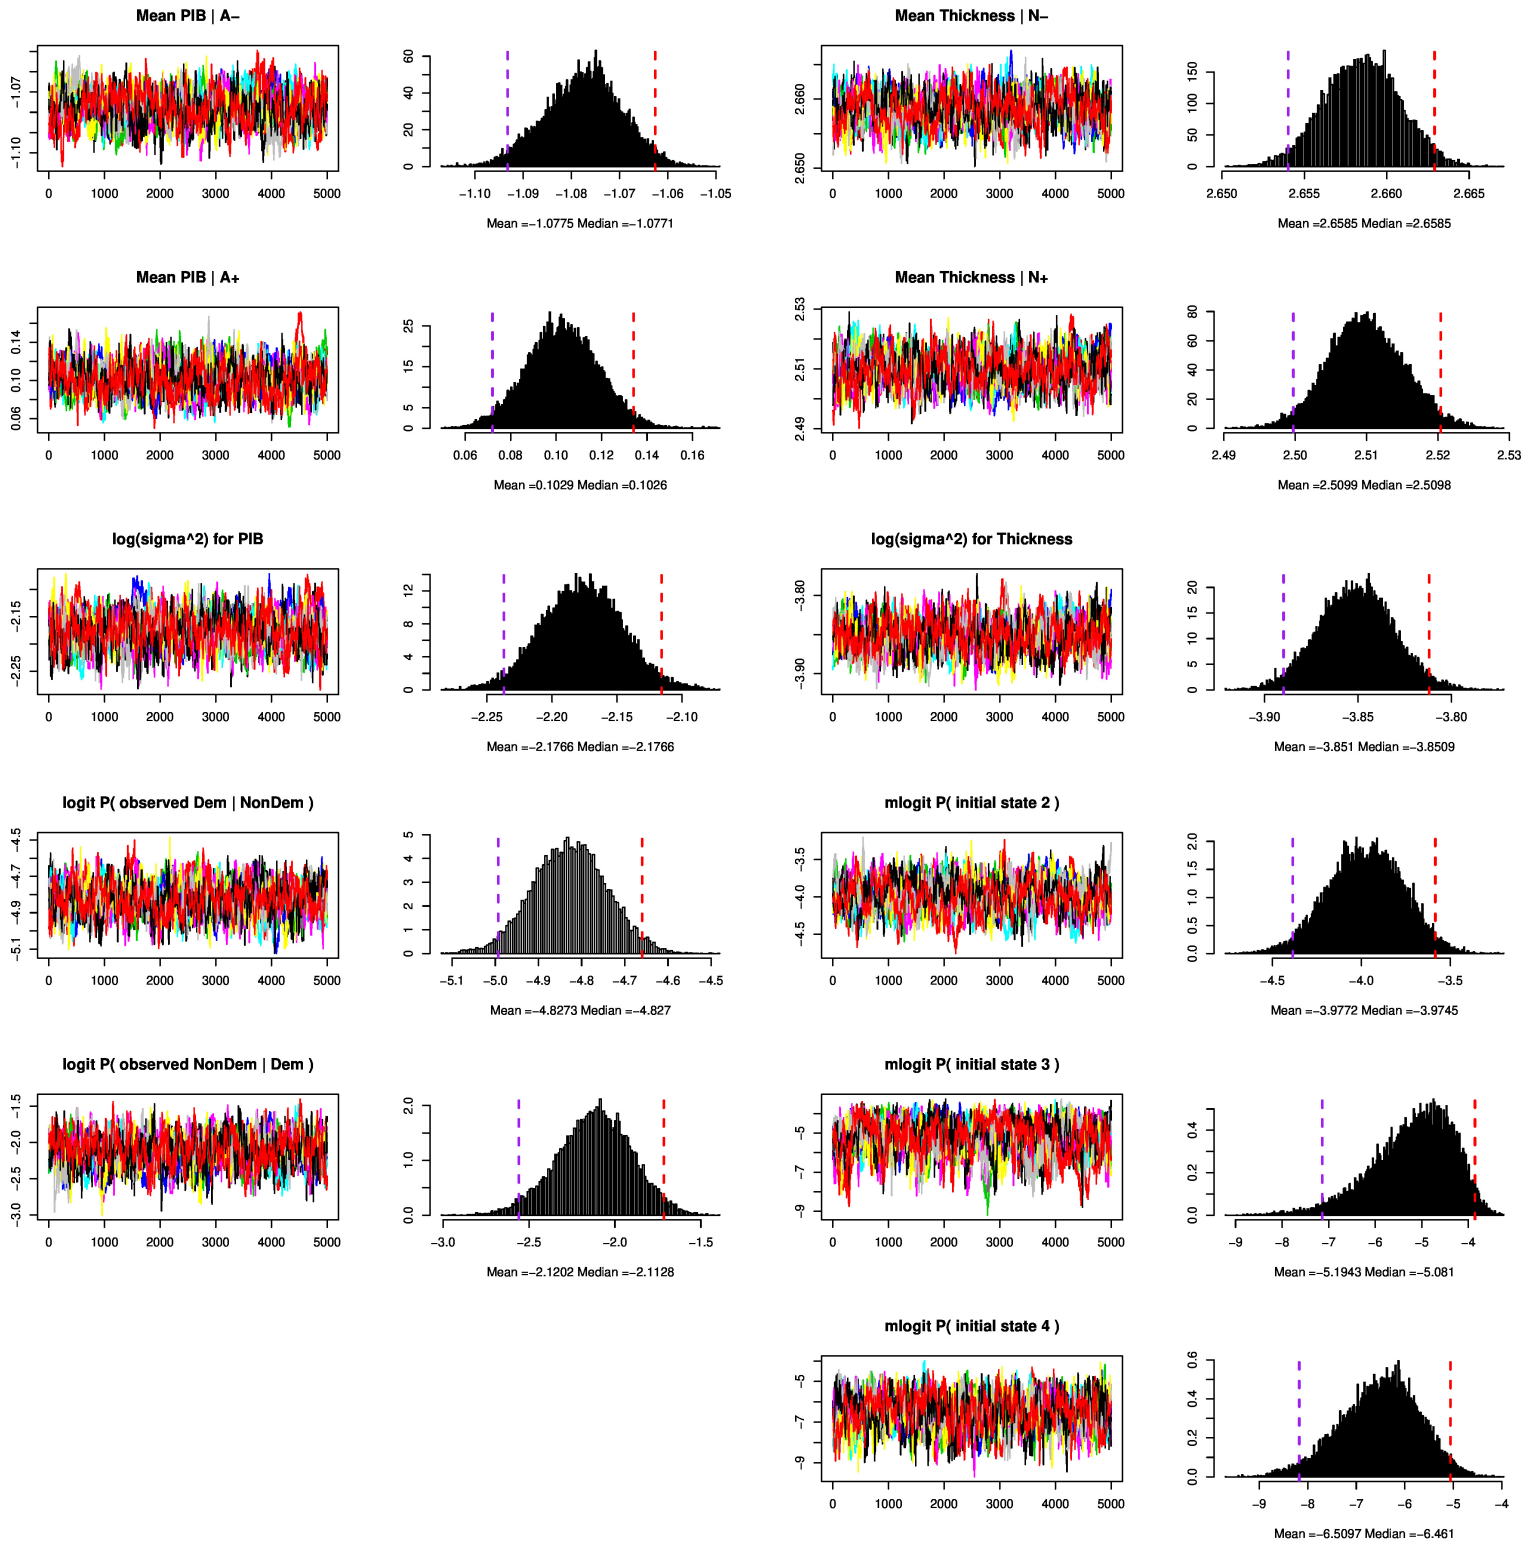 Mean PIB | A−
−1.10 −1.07
0 1000 2000 3000 4000 5000
0 20 40 60
−1.10 −1.09 −1.08 −1.07 −1.06 −1.05
Mean =−1.0775 Median =−1.0771
Mean Thickness | N−
2.650 2.660
0 1000 2000 3000 4000 5000
0 50 100 150
2.650 2.655 2.660 2.665
Mean =2.6585 Median =2.6585
Mean PIB | A+
0.06 0.10 0.14
0 1000 2000 3000 4000 5000
0 5 15 25
0.06 0.08 0.10 0.12 0.14 0.16
Mean =0.1029 Median =0.1026
Mean Thickness | N+
2.49 2.51 2.53
0 1000 2000 3000 4000 5000
0 20 40 60 80
2.49 2.50 2.51 2.52 2.53
Mean =2.5099 Median =2.5098
log(sigma^2) for PIB
−2.25 −2.15
0 1000 2000 3000 4000 5000
0 4 8 12
−2.25 −2.20 −2.15 −2.10
Mean =−2.1766 Median =−2.1766
log(sigma^2) for Thickness
−3.90 −3.80
0 1000 2000 3000 4000 5000
0 5 10 15 20
−3.90 −3.85 −3.80
Mean =−3.851 Median =−3.8509
logit P( observed Dem | NonDem )
−5.1 −4.9 −4.7 −4.5
0 1000 2000 3000 4000 5000
0 1 2 3 4 5
−5.1 −5.0 −4.9 −4.8 −4.7 −4.6 −4.5
Mean =−4.8273 Median =−4.827
mlogit P( initial state 2 )
−4.5 −4.0 −3.5
0 1000 2000 3000 4000 5000
0.0 0.5 1.0 1.5 2.0
−4.5 −4.0 −3.5
Mean =−3.9772 Median =−3.9745
logit P( observed NonDem | Dem )
−3.0 −2.5 −2.0 −1.5
0 1000 2000 3000 4000 5000
0.0 1.0 2.0
−3.0 −2.5 −2.0 −1.5
Mean =−2.1202 Median =−2.1128
mlogit P( initial state 3 )
−9 −7 −5
0 1000 2000 3000 4000 5000
0.0 0.2 0.4
−9 −8 −7 −6 −5 −4
Mean =−5.1943 Median =−5.081
mlogit P( initial state 4 )
−9 −7 −5
0 1000 2000 3000 4000 5000
0.0 0.2 0.4 0.6
−9 −8 −7 −6 −5 −4
Mean =−6.5097 Median =−6.461